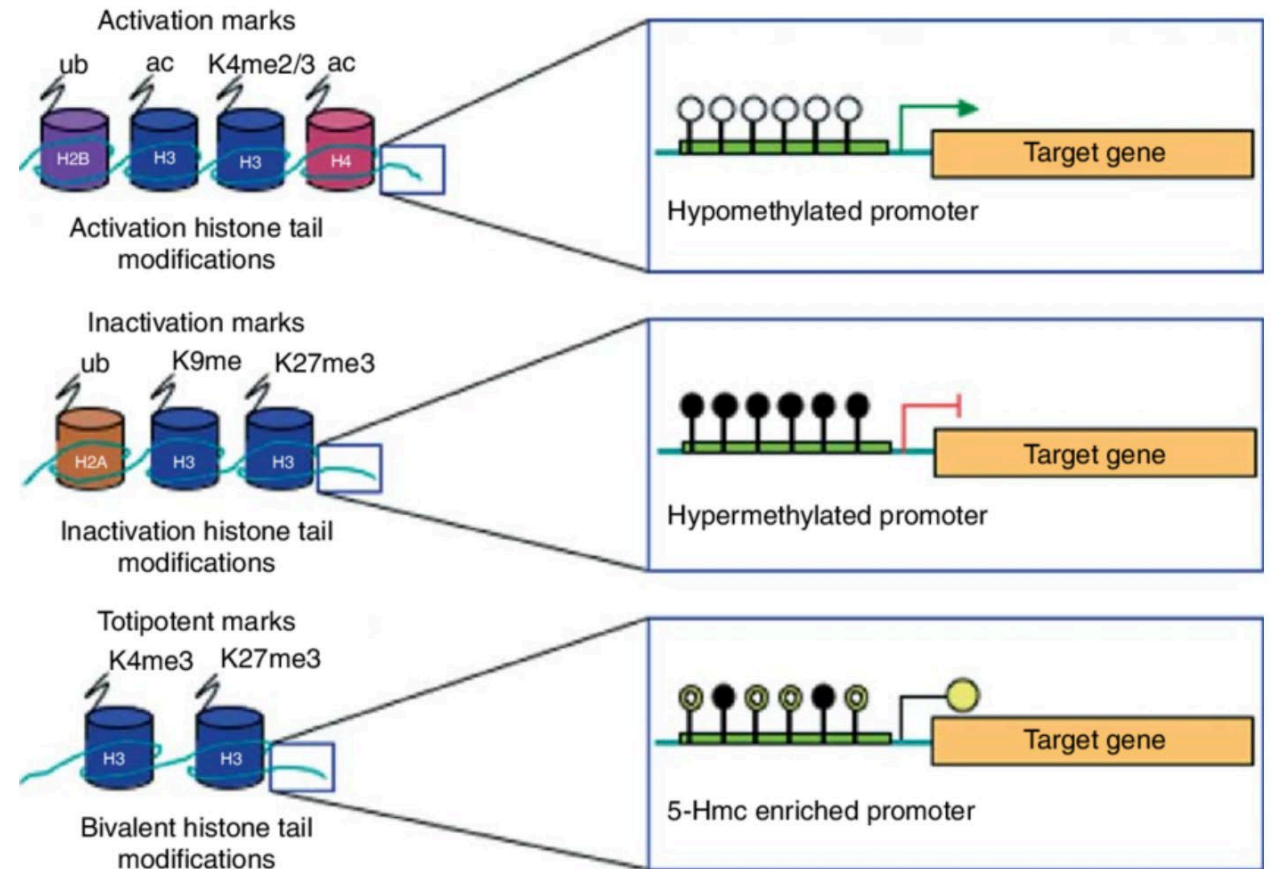 Activation marks
ub ac K4me2/3 ac
H2B H3 H3 H4
Activation histone tail
modifications
Target gene
Hypomethylated promoter
Inactivation marks
ub K9me K27me3
H2A H3 H3
Inactivation histone tail
modifications
Target gene
Hypermethylated promoter
Totipotent marks
K4me3 K27me3
H3 H3
Bivalent histone tail
modifications
Target gene
5-Hmc enriched promoter